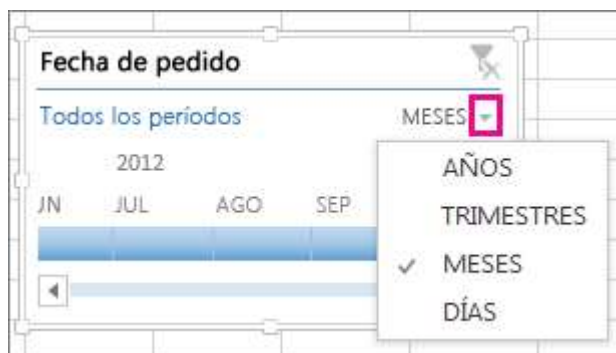 Fecha de pedido
Todos los períodos MESES
2012
JN JUL AGO SEP
AÑOS
TRIMESTRES
MESES
DÍAS